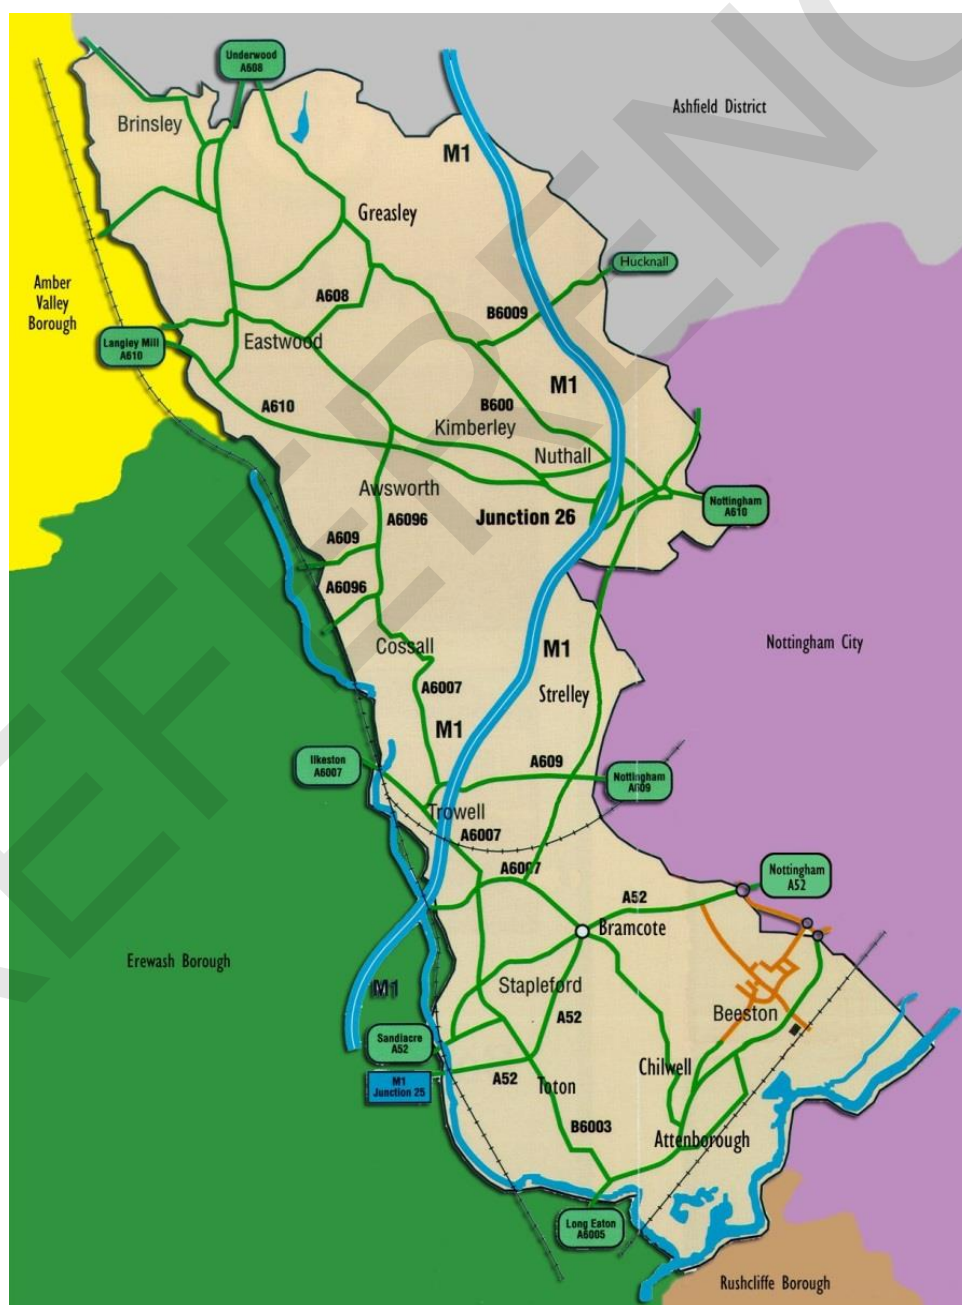 Underwood
A608
Ashfield District
Brinsley
M1
Greasley
Hucknall
Amber
Valley
Borough
A608
B6009
Langley Mill
A610
Eastwood
M1
A610
B600
Kimberley
Nuthall
Awsworth
Nottingham
A610
Junction 26
A6096
A609
A6096
Cossall
M1
Nottingham City
A6007
Strelley
M1
Ilkeston
A6007
A609
Nottingham
A609
Trowell
A6007
A6007
Nottingham
A52
A52
Bramcote
Erewash Borough
M1
Stapleford
Beeston
A52
Sandiacre
A52
Chilwell
M1
Junction 25
A52
Toton
B6003
Attenborough
Long Eaton
A6005
Rushcliffe Borough
REFERENC